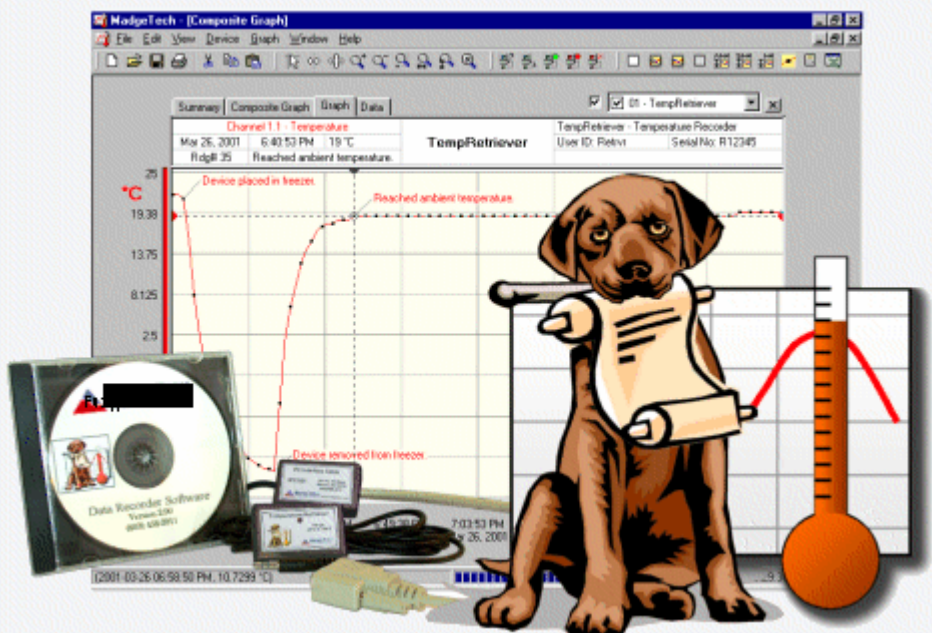 MadgeTech - [Composite Graph]
File Edit View Device Graph Window Help
Summary Composite Graph Graph Data
01 - TempRetriever
Channel 1.1 - Temperature
Mar 26, 2001 6:40:53 PM 19 °C
Rdg# 35 Reached ambient temperature.
TempRetriever
TempRetriever - Temperature Recorder
User ID: Retrvr Serial No: R12345
25
°C
19.38
13.75
8.125
2.5
Device placed in freezer.
Reached ambient temperature.
Device removed from freezer.
Data Recorder Software
Version 2.00
7:03:53 PM
(2001-03-26 06:58:50 PM, 10.7299 °C)